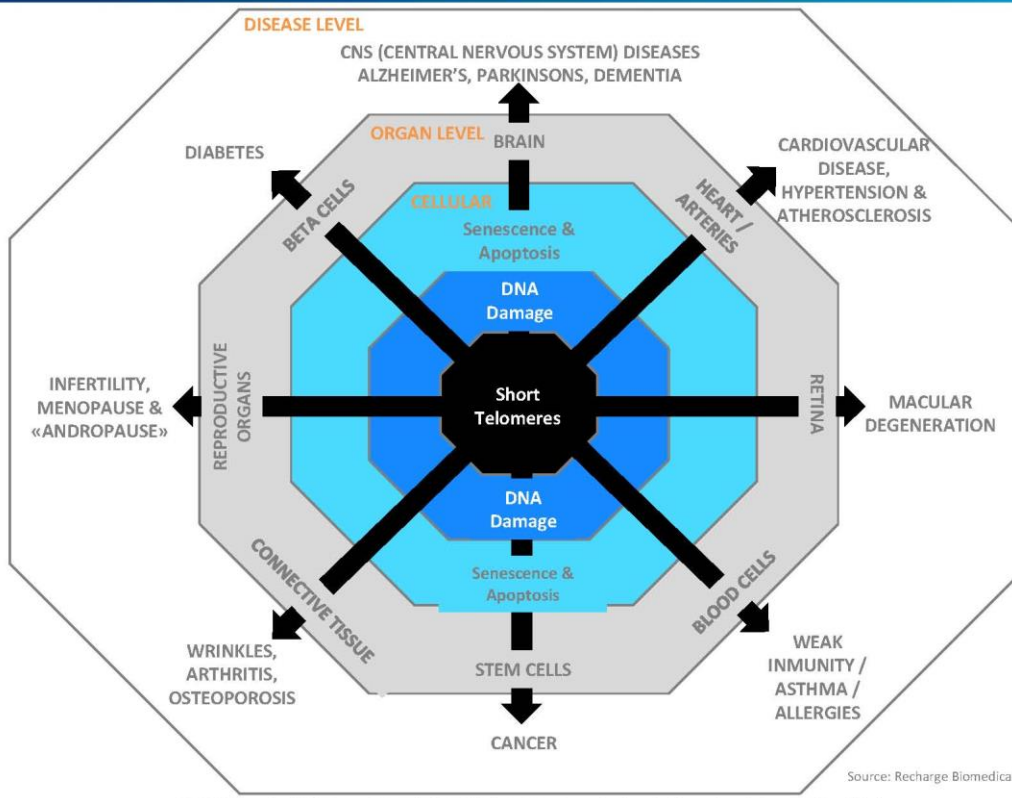 DISEASE LEVEL
CNS (CENTRAL NERVOUS SYSTEM) DISEASES
ALZHEIMER'S, PARKINSONS, DEMENTIA
ORGAN LEVEL
BRAIN
DIABETES
CARDIOVASCULAR
DISEASE,
HYPERTENSION &
ATHEROSCLEROSIS
BETA CELLS
HEART /
ARTERIES
CELLULAR
Senescence &
Apoptosis
DNA
Damage
INFERTILITY,
MENOPAUSE &
«ANDROPAUSE»
REPRODUCTIVE
ORGANS
Short
Telomeres
RETINA
MACULAR
DEGENERATION
DNA
Damage
Senescence &
Apoptosis
CONNECTIVE TISSUE
BLOOD CELLS
WRINKLES,
ARTHRITIS,
OSTEOPOROSIS
STEM CELLS
WEAK
INMUNITY /
ASTHMA /
ALLERGIES
CANCER
Source: Recharge Biomedica